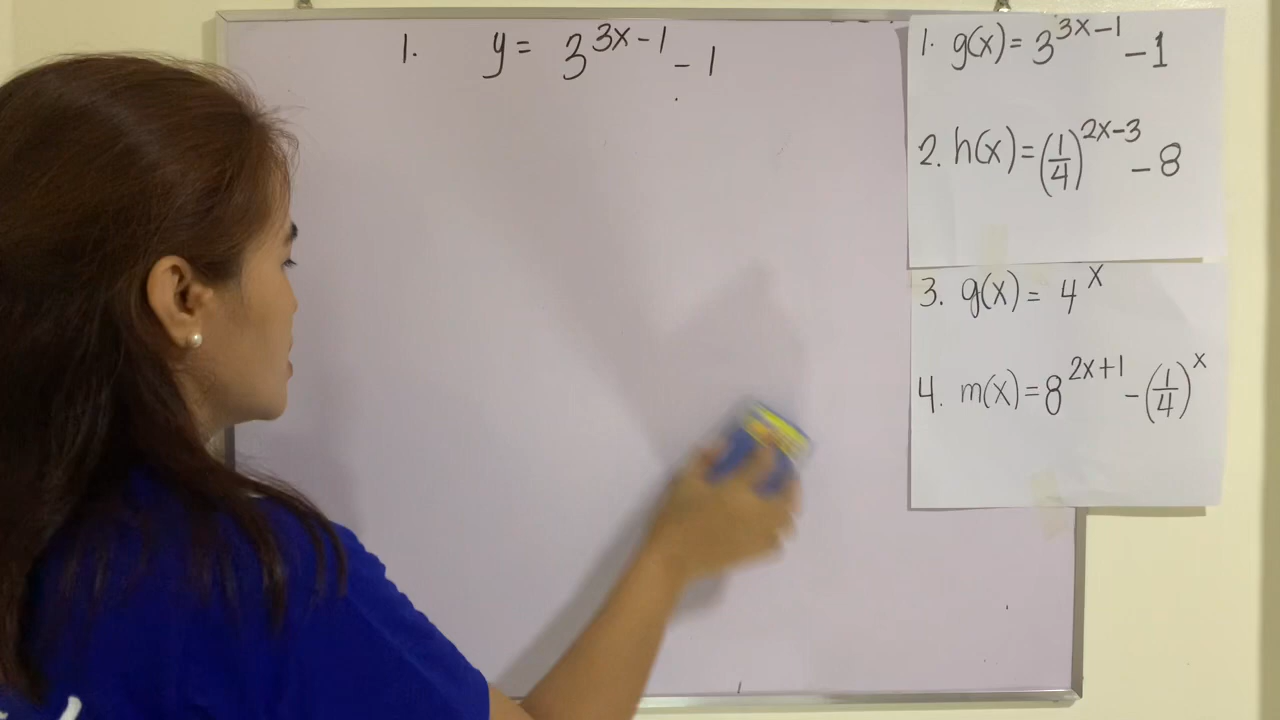 1. y = 3^{3x-1} - 1
1. g(x) = 3^{3x-1} - 1
2. h(x) = (1/4)^{2x-3} - 8
3. g(x) = 4^x
4. m(x) = 8^{2x+1} - (1/4)^x